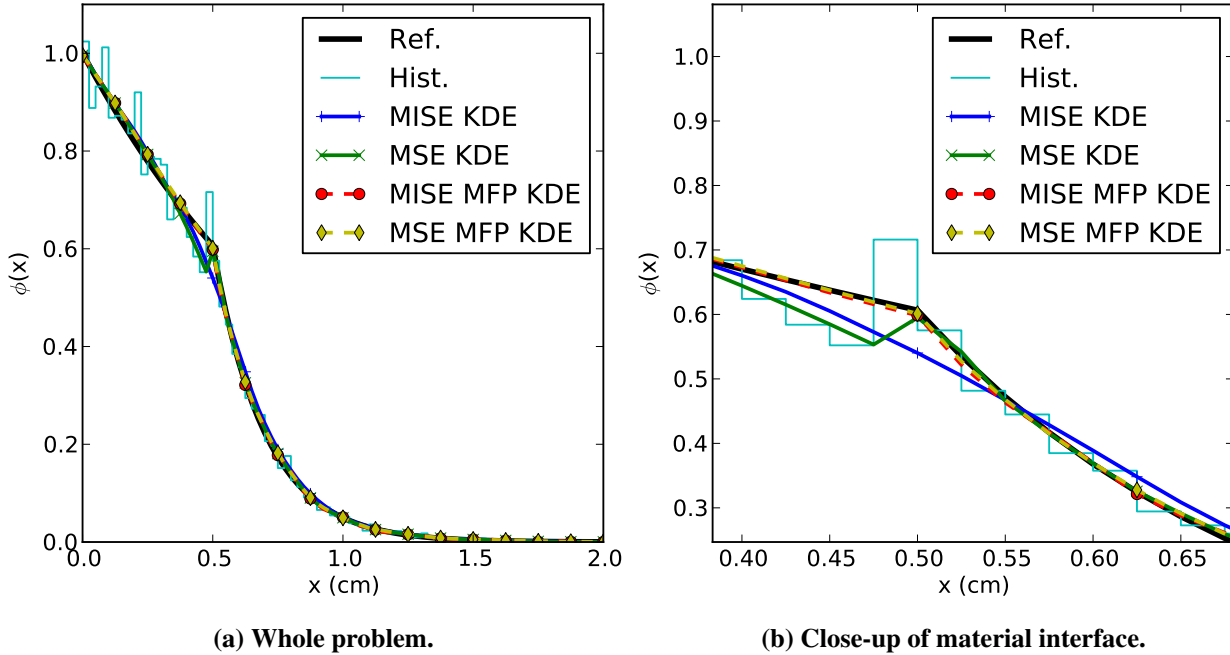 1.0
0.8
0.6
0.4
0.2
0.0
ϕ(x)
0.0 0.5 1.0 1.5 2.0
x (cm)
Ref.
Hist.
MISE KDE
MSE KDE
MISE MFP KDE
MSE MFP KDE
(a) Whole problem.
1.0
0.9
0.8
0.7
0.6
0.5
0.4
0.3
ϕ(x)
0.40 0.45 0.50 0.55 0.60 0.65
x (cm)
Ref.
Hist.
MISE KDE
MSE KDE
MISE MFP KDE
MSE MFP KDE
(b) Close-up of material interface.